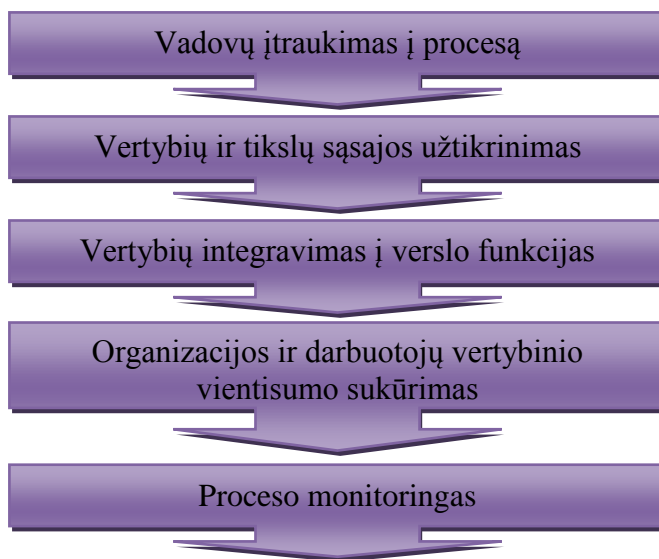 Vadovų įtraukimas į procesą
Vertybių ir tikslų sąsajos užtikrinimas
Vertybių integravimas į verslo funkcijas
Organizacijos ir darbuotojų vertybinio
vientisumo sukūrimas
Proceso monitoringas